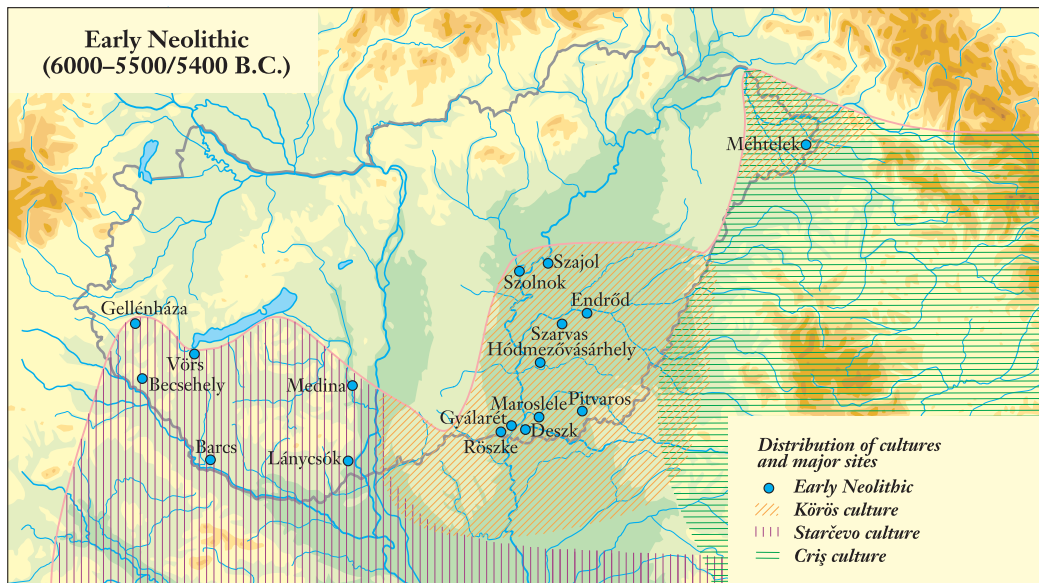 Early Neolithic
(6000–5500/5400 B.C.)
Méhtelek
Szajol
Szolnok
Endrőd
Gellénháza
Szarvas
Hódmezővásárhely
Vörs
Becsehely
Medina
Maroslele
Pitvaros
Gyálarét
Deszk
Röszke
Barcs
Lánycsók
Distribution of cultures
and major sites
Early Neolithic
Körös culture
Starčevo culture
Criş culture